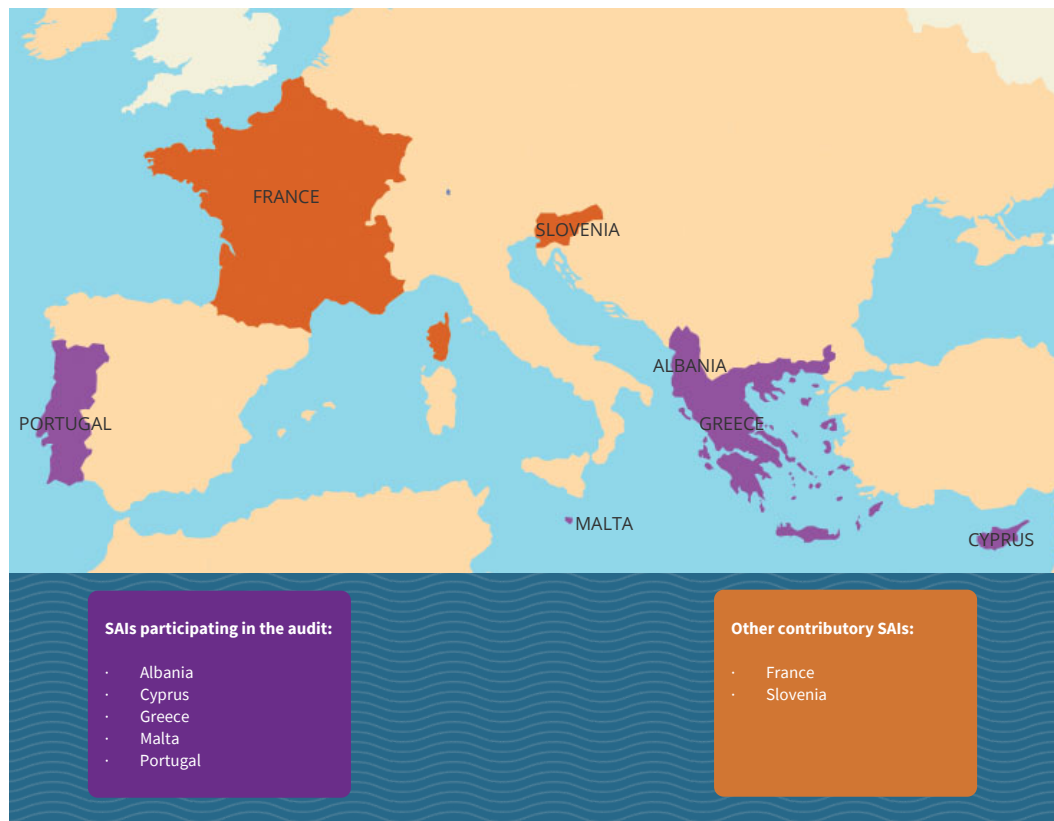 FRANCE
SLOVENIA
ALBANIA
PORTUGAL
GREECE
MALTA
CYPRUS
SAIs participating in the audit:
· Albania
· Cyprus
· Greece
· Malta
· Portugal
Other contributory SAIs:
· France
· Slovenia